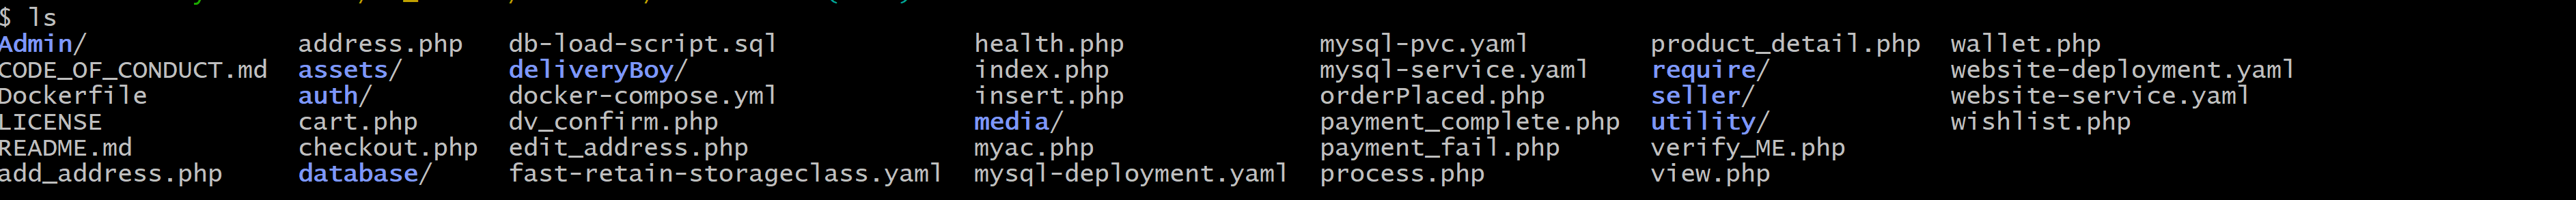 $ ls
Admin/ address.php db-load-script.sql health.php mysql-pvc.yaml product_detail.php wallet.php
CODE_OF_CONDUCT.md assets/ deliveryBoy/ index.php mysql-service.yaml require/ website-deployment.yaml
Dockerfile auth/ docker-compose.yml insert.php orderPlaced.php seller/ website-service.yaml
LICENSE cart.php dv_confirm.php media/ payment_complete.php utility/ wishlist.php
README.md checkout.php edit_address.php myac.php payment_fail.php verify_ME.php
add_address.php database/ fast-retain-storageclass.yaml mysql-deployment.yaml process.php view.php